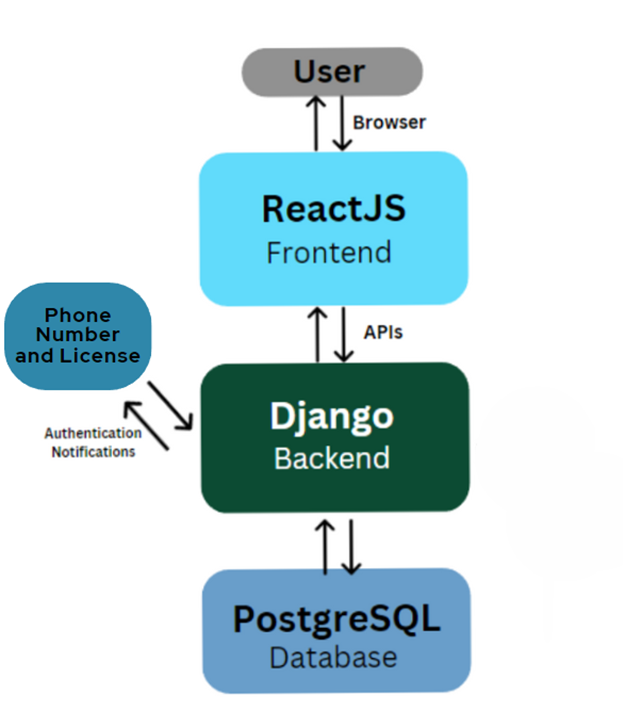 User
Browser
ReactJS
Frontend
Phone
Number
and License
APIs
Django
Backend
Authentication
Notifications
PostgreSQL
Database